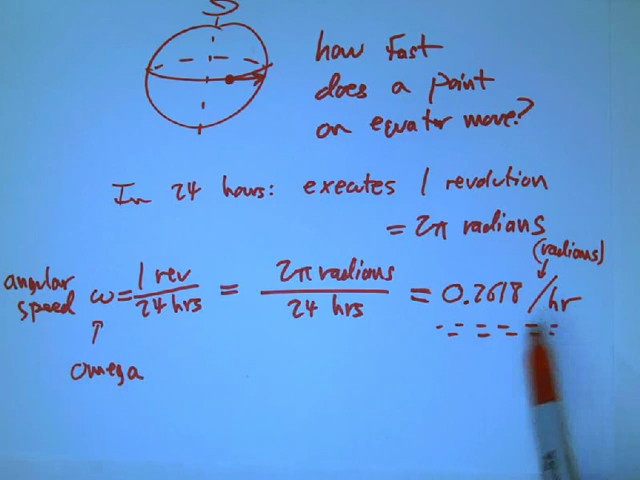 how fast
does a point
on equator move?
In 24 hours: executes 1 revolution
= 2π radians
(radians)
angular speed ω = 1 rev / 24 hrs = 2π radians / 24 hrs = 0.2618 /hr
omega